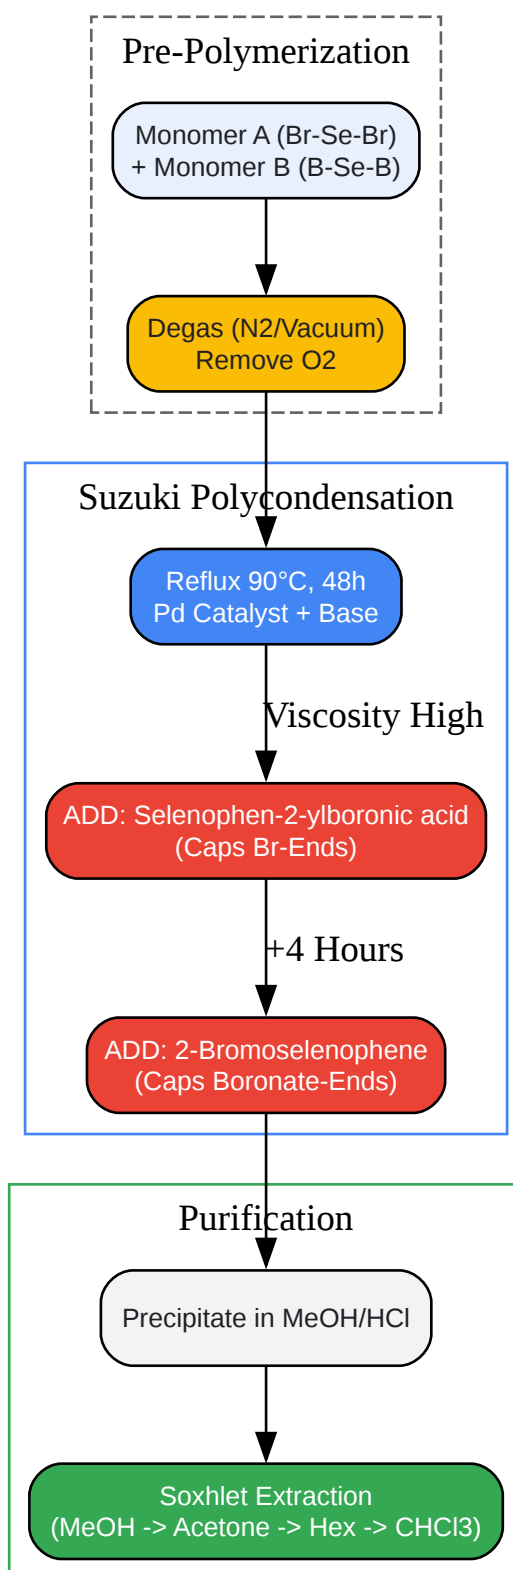 Pre-Polymerization
Monomer A (Br-Se-Br)
+ Monomer B (B-Se-B)
Degas (N2/Vacuum)
Remove O2
Suzuki Polycondensation
Reflux 90°C, 48h
Pd Catalyst + Base
Viscosity High
ADD: Selenophen-2-ylboronic acid
(Caps Br-Ends)
+4 Hours
ADD: 2-Bromoselenophene
(Caps Boronate-Ends)
Purification
Precipitate in MeOH/HCl
Soxhlet Extraction
(MeOH -> Acetone -> Hex -> CHCl3)